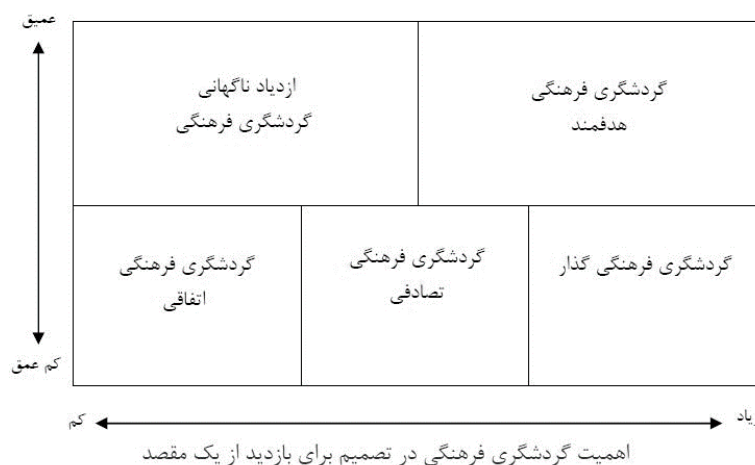 عمیق
گردشگری فرهنگی
هدفمند
ازدیاد ناگهانی
گردشگری فرهنگی
گردشگری فرهنگی گذار
گردشگری فرهنگی
تصادفی
گردشگری فرهنگی
اتفاقی
کم عمق
زیاد
کم
اهمیت گردشگری فرهنگی در تصمیم برای بازدید از یک مقصد